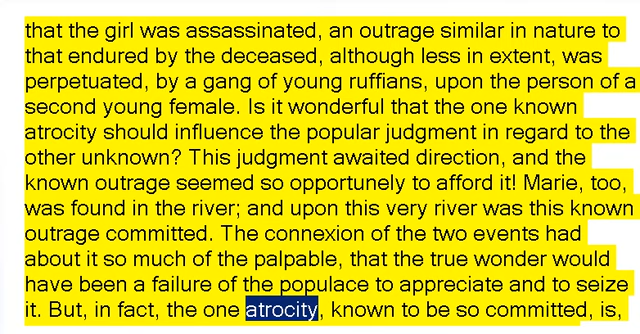 that the girl was assassinated, an outrage similar in nature to
that endured by the deceased, although less in extent, was
perpetuated, by a gang of young ruffians, upon the person of a
second young female. Is it wonderful that the one known
atrocity should influence the popular judgment in regard to the
other unknown? This judgment awaited direction, and the
known outrage seemed so opportunely to afford it! Marie, too,
was found in the river; and upon this very river was this known
outrage committed. The connexion of the two events had
about it so much of the palpable, that the true wonder would
have been a failure of the populace to appreciate and to seize
it. But, in fact, the one atrocity, known to be so committed, is,